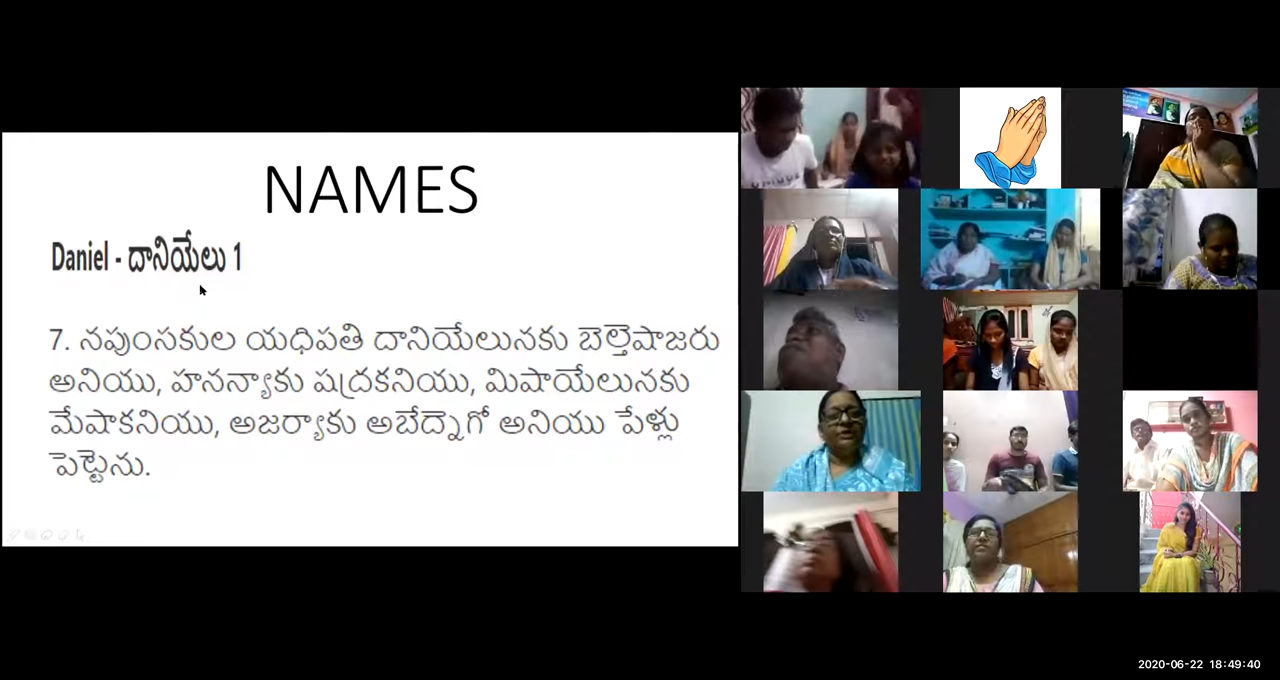 NAMES
Daniel - దానియేలు 1
7. నపుంసకుల యధిపతి దానియేలునకు బెల్తెషాజరు
అనియు, హనన్యాకు షద్రకనియు, మిషాయేలునకు
మేషాకనియు, అజర్యాకు అబేద్నెగో అనియు పేళ్లు
పెట్టెను.
2020-06-22 18:49:40